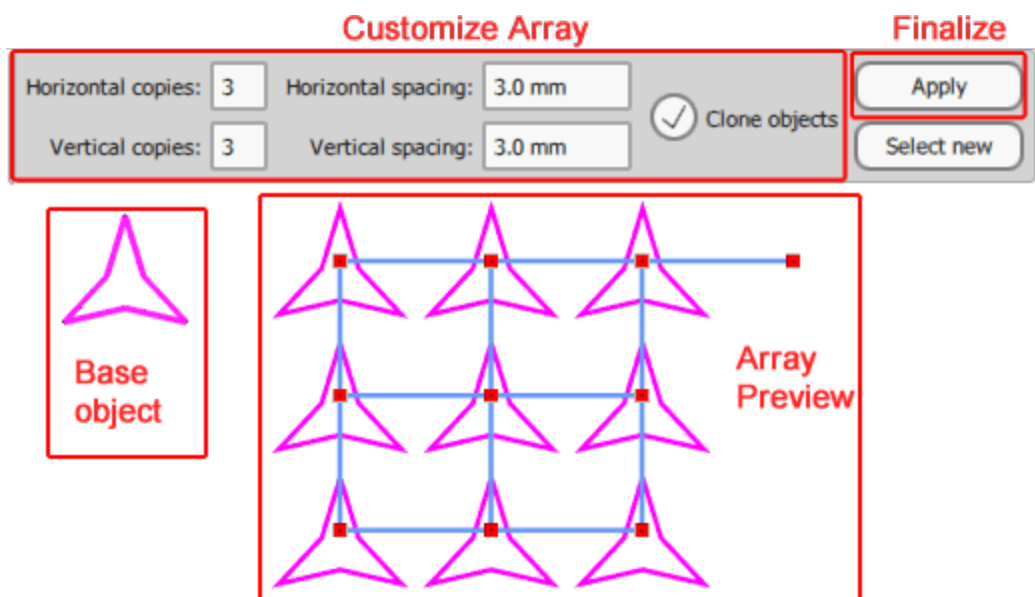 Customize Array
Finalize
Horizontal copies: 3 Horizontal spacing: 3.0 mm
Clone objects
Apply
Vertical copies: 3 Vertical spacing: 3.0 mm
Select new
Base
object
Array
Preview